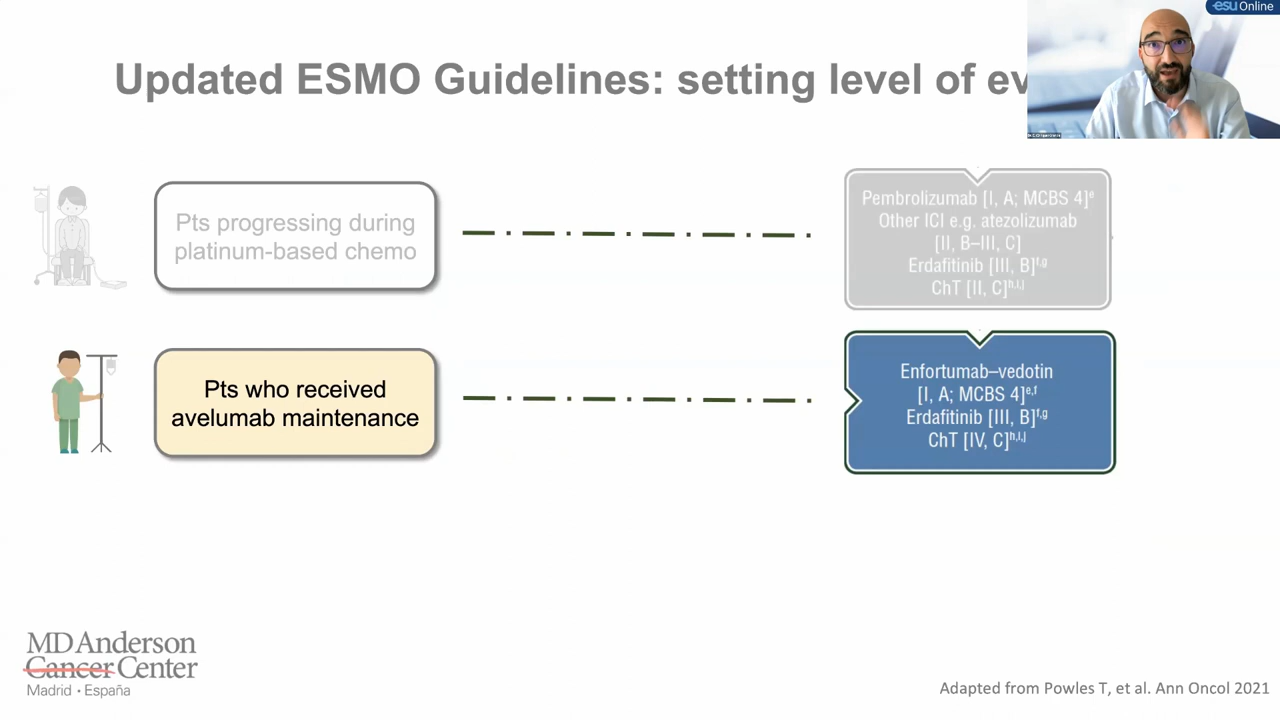 esu Online
Updated ESMO Guidelines: setting level of ev
Pts progressing during
platinum-based chemo
Pembrolizumab [I, A; MCBS 4]e
Other ICI e.g. atezolizumab
[II, B–III, C]
Erdafitinib [III, B]f,g
ChT [II, C]h,i,j
Pts who received
avelumab maintenance
Enfortumab–vedotin
[I, A; MCBS 4]e,f
Erdafitinib [III, B]f,g
ChT [IV, C]h,i,j
MD Anderson
Cancer Center
Madrid • España
Adapted from Powles T, et al. Ann Oncol 2021